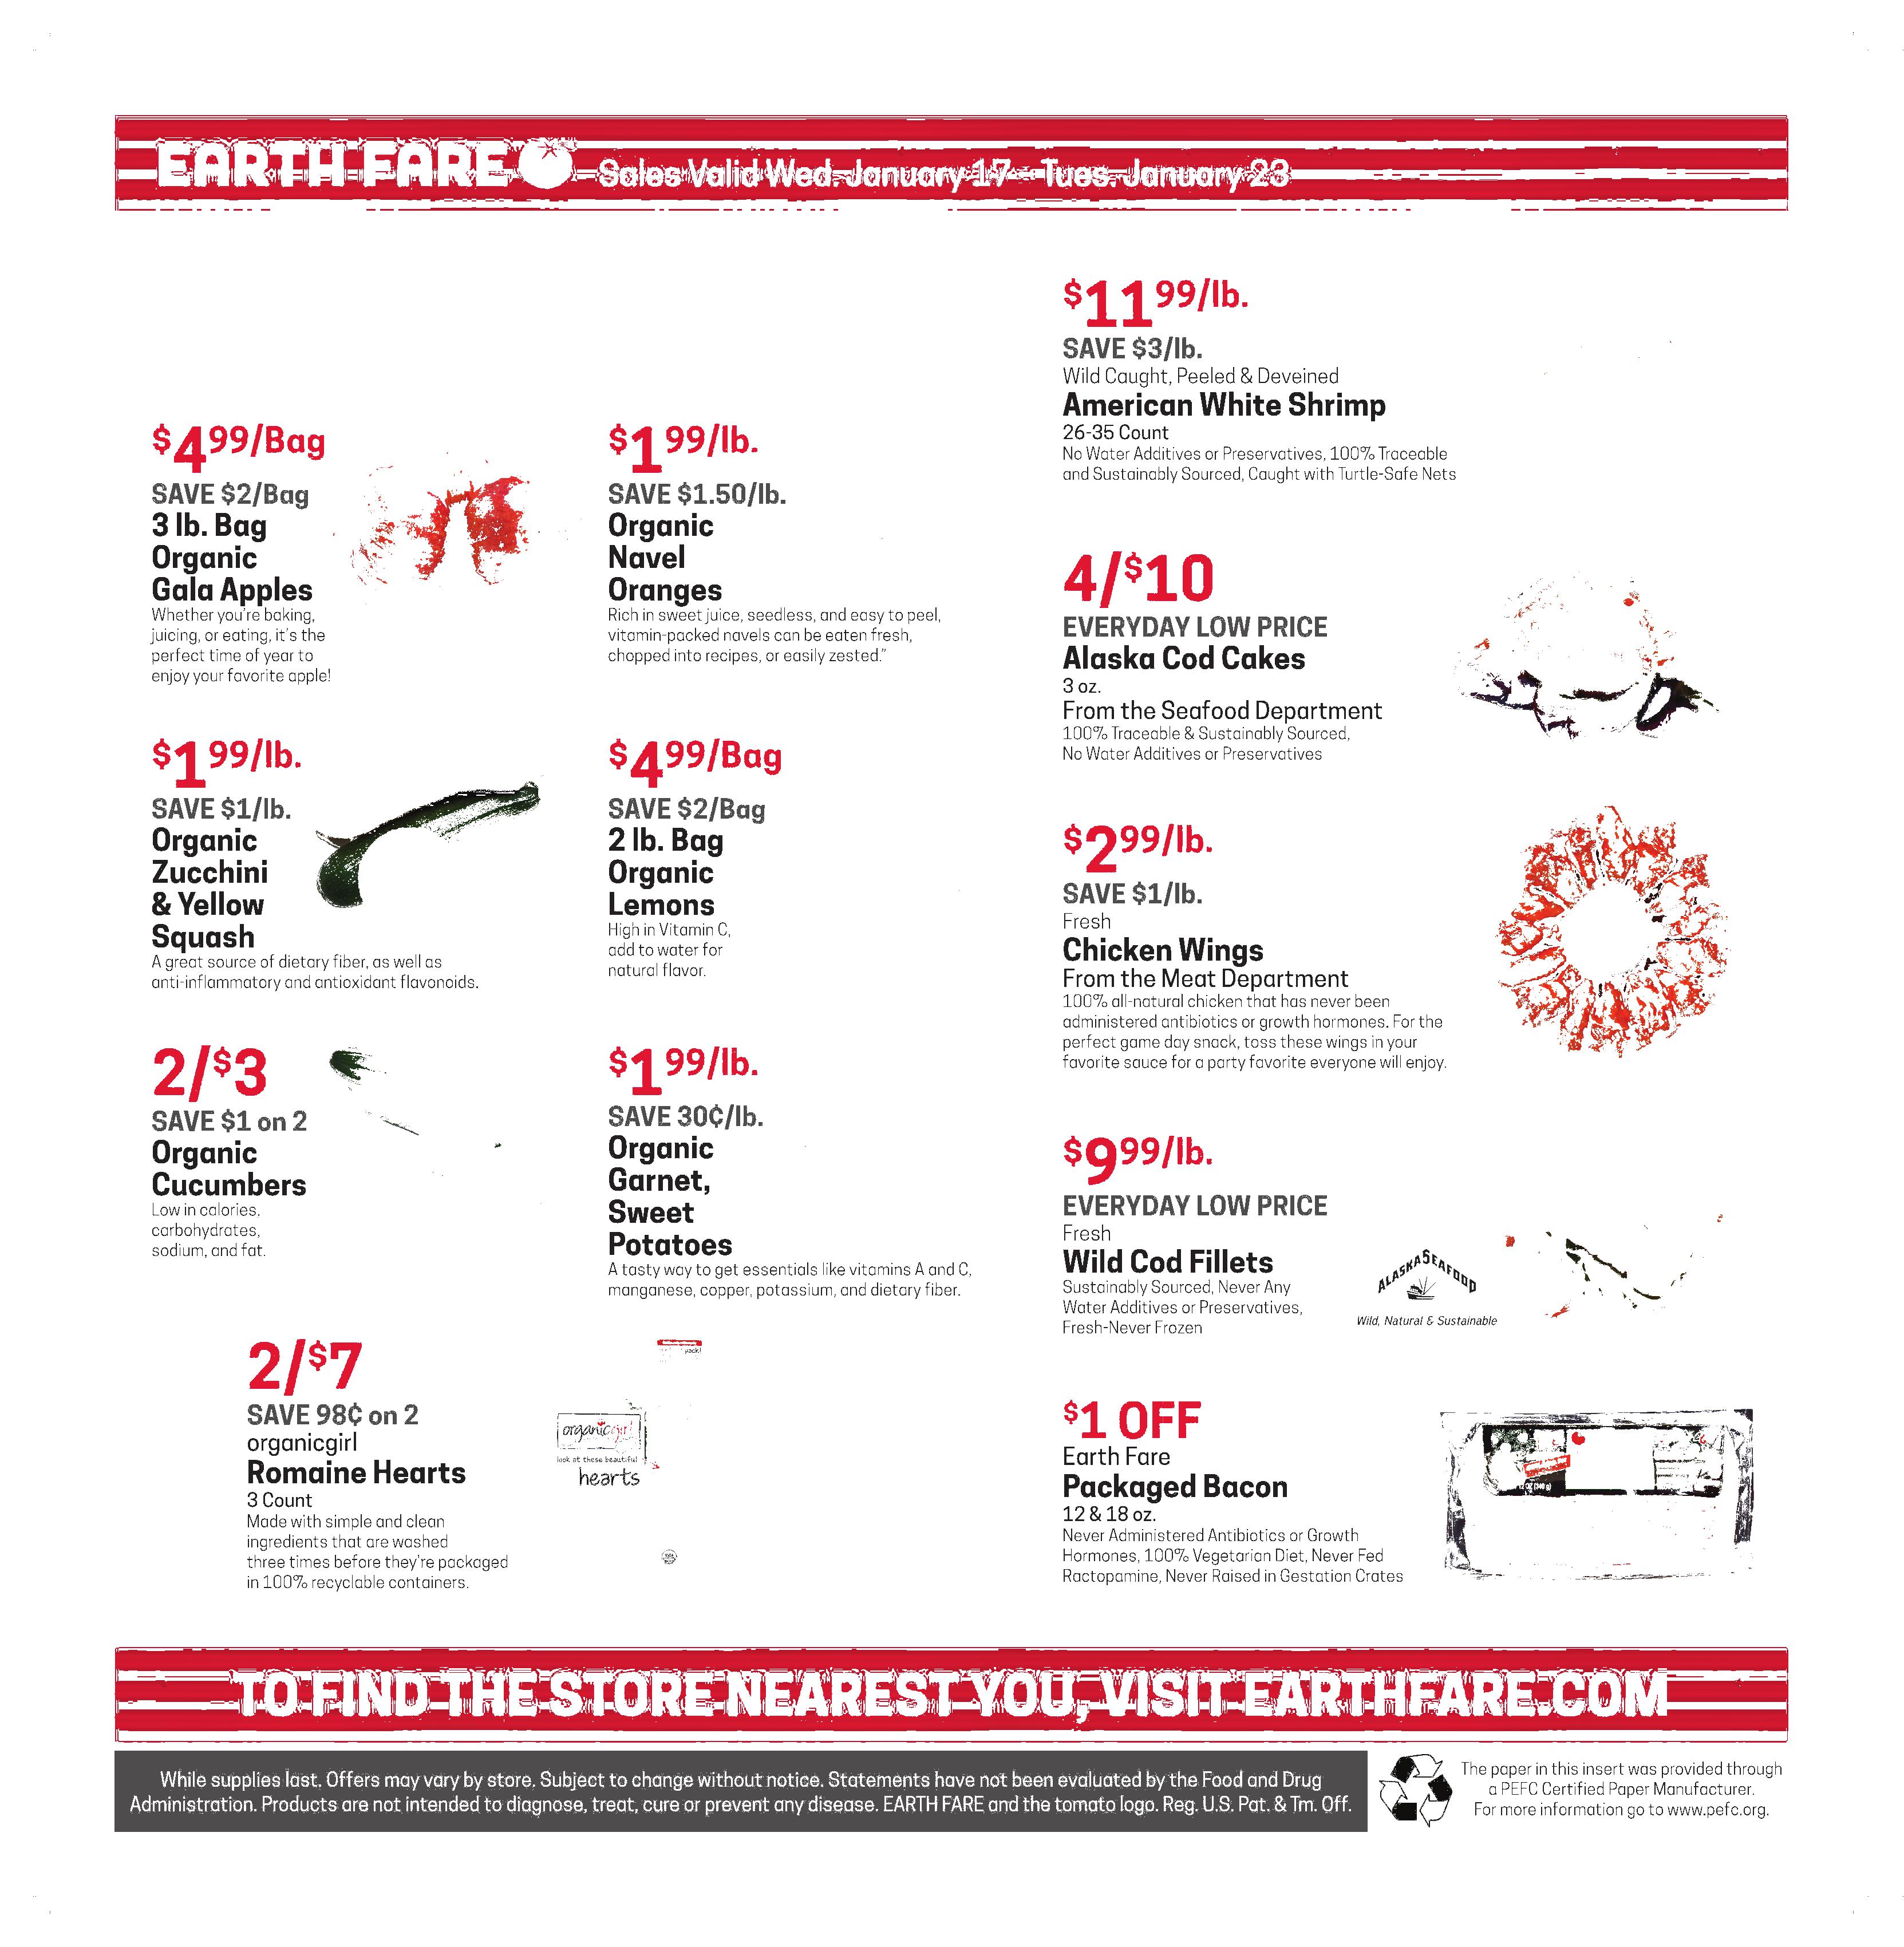 EARTH FARE Sales Valid Wed. January 17 - Tues. January 23
$4 99/Bag
SAVE $2/Bag
3 lb. Bag
Organic
Gala Apples
Whether you're baking,
juicing, or eating, it's the
perfect time of year to
enjoy your favorite apple!
$1 99/lb.
SAVE $1.50/lb.
Organic
Navel
Oranges
Rich in sweet juice, seedless, and easy to peel,
vitamin-packed navels can be eaten fresh,
chopped into recipes, or easily zested."
$1 99/lb.
SAVE $1/lb.
Organic
Zucchini
& Yellow
Squash
A great source of dietary fiber, as well as
anti-inflammatory and antioxidant flavonoids.
$4 99/Bag
SAVE $2/Bag
2 lb. Bag
Organic
Lemons
High in Vitamin C,
add to water for
natural flavor.
2/$3
SAVE $1 on 2
Organic
Cucumbers
Low in calories,
carbohydrates,
sodium, and fat.
$1 99/lb.
SAVE 30¢/lb.
Organic
Garnet,
Sweet
Potatoes
A tasty way to get essentials like vitamins A and C,
manganese, copper, potassium, and dietary fiber.
2/$7
SAVE 98¢ on 2
organicgirl
Romaine Hearts
3 Count
Made with simple and clean
ingredients that are washed
three times before they're packaged
in 100% recyclable containers.
pack!
organicgirl
look at these beautiful
hearts
$11 99/lb.
SAVE $3/lb.
Wild Caught, Peeled & Deveined
American White Shrimp
26-35 Count
No Water Additives or Preservatives, 100% Traceable
and Sustainably Sourced, Caught with Turtle-Safe Nets
4/$10
EVERYDAY LOW PRICE
Alaska Cod Cakes
3 oz.
From the Seafood Department
100% Traceable & Sustainably Sourced,
No Water Additives or Preservatives
$2 99/lb.
SAVE $1/lb.
Fresh
Chicken Wings
From the Meat Department
100% all-natural chicken that has never been
administered antibiotics or growth hormones. For the
perfect game day snack, toss these wings in your
favorite sauce for a party favorite everyone will enjoy.
$9 99/lb.
EVERYDAY LOW PRICE
Fresh
Wild Cod Fillets
Sustainably Sourced, Never Any
Water Additives or Preservatives,
Fresh-Never Frozen
ALASKA SEAFOOD
Wild, Natural & Sustainable
$1 OFF
Earth Fare
Packaged Bacon
12 & 18 oz.
Never Administered Antibiotics or Growth
Hormones, 100% Vegetarian Diet, Never Fed
Ractopamine, Never Raised in Gestation Crates
TO FIND THE STORE NEAREST YOU, VISIT EARTHFARE.COM
While supplies last. Offers may vary by store. Subject to change without notice. Statements have not been evaluated by the Food and Drug
Administration. Products are not intended to diagnose, treat, cure or prevent any disease. EARTH FARE and the tomato logo. Reg. U.S. Pat. & Tm. Off.
The paper in this insert was provided through
a PEFC Certified Paper Manufacturer.
For more information go to www.pefc.org.